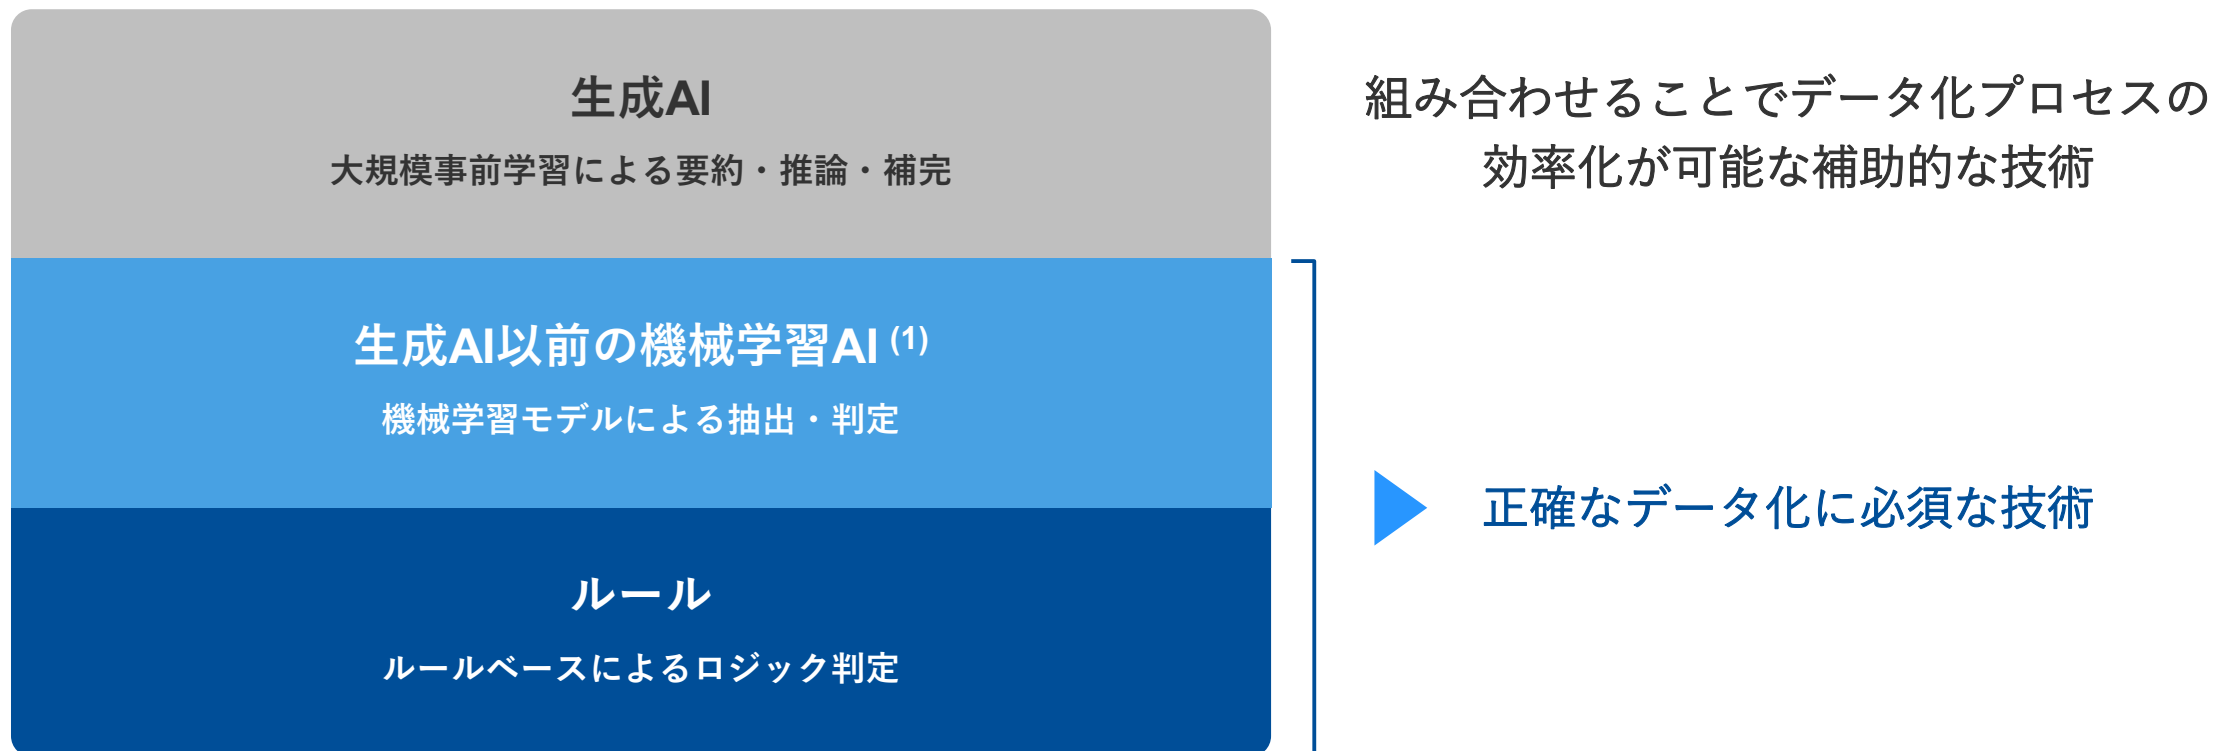 生成AI
大規模事前学習による要約・推論・補完
組み合わせることでデータ化プロセスの
効率化が可能な補助的な技術
生成AI以前の機械学習AI (1)
機械学習モデルによる抽出・判定
ルール
ルールベースによるロジック判定
正確なデータ化に必須な技術